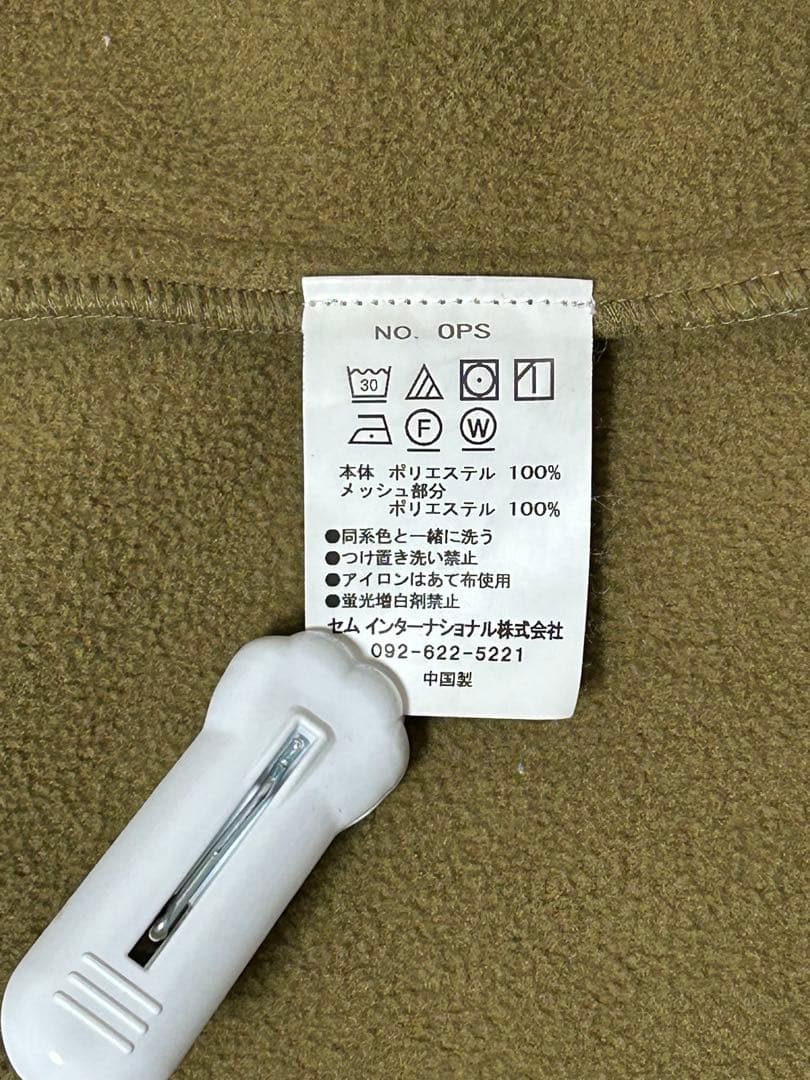 NO. OPS
30
F W
本体 ポリエステル 100%
メッシュ部分
ポリエステル 100%
●同系色と一緒に洗う
●つけ置き洗い禁止
●アイロンはあて布使用
●蛍光増白剤禁止
セム インターナショナル株式会社
092-622-5221
中国製